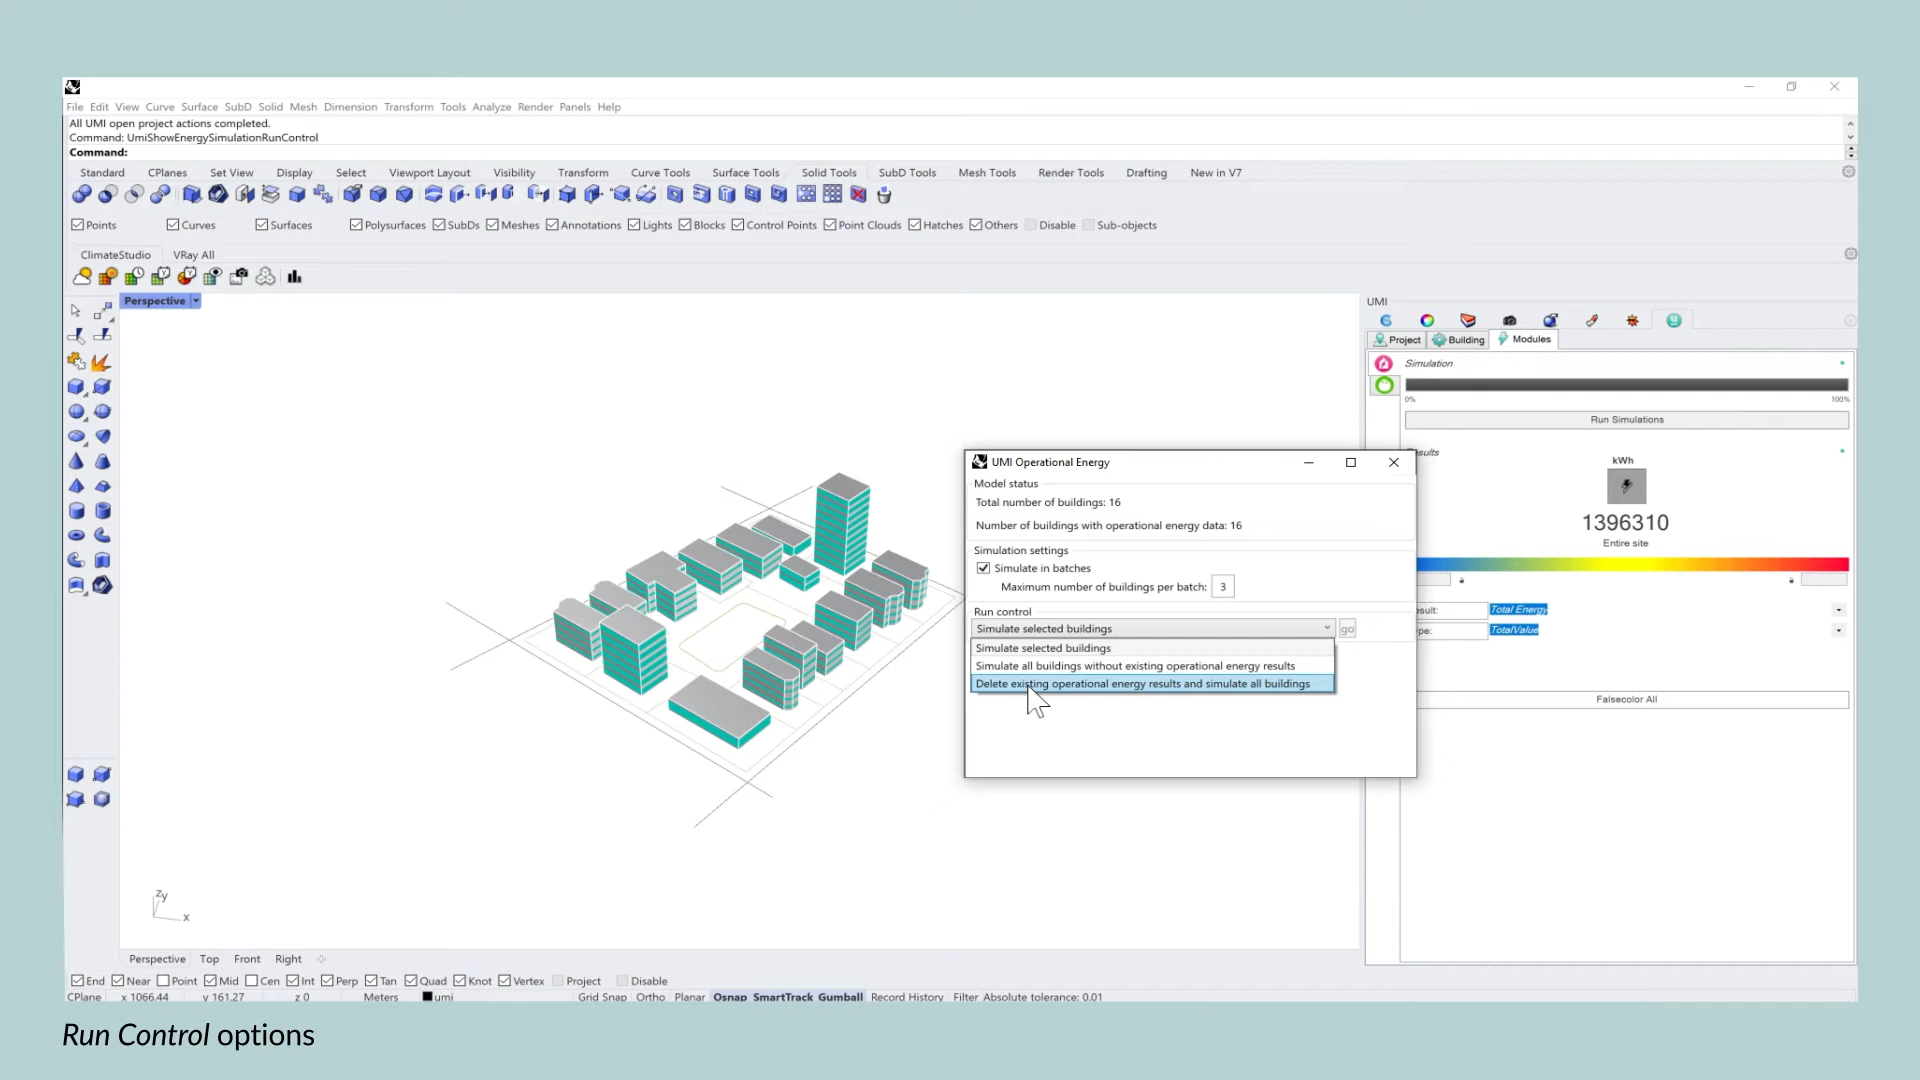 File Edit View Curve Surface SubD Solid Mesh Dimension Transform Tools Analyze Render Panels Help
All UMI open project actions completed.
Command: UmiShowEnergySimulationRunControl
Command:
Standard CPlanes Set View Display Select Viewport Layout Visibility Transform Curve Tools Surface Tools Solid Tools SubD Tools Mesh Tools Render Tools Drafting New in V7
Points Curves Surfaces Polysurfaces SubDs Meshes Annotations Lights Blocks Control Points Point Clouds Hatches Others Disable Sub-objects
ClimateStudio VRay All
Perspective
UMI
Project Building Modules
Simulation
0% 100%
Run Simulations
esults
kWh
1396310
Entire site
esult: Total Energy
pe: TotalValue
Falsecolor All
UMI Operational Energy
Model status
Total number of buildings: 16
Number of buildings with operational energy data: 16
Simulation settings
Simulate in batches
Maximum number of buildings per batch: 3
Run control
Simulate selected buildings go
Simulate selected buildings
Simulate all buildings without existing operational energy results
Delete existing operational energy results and simulate all buildings
z y
x
Perspective Top Front Right
End Near Point Mid Cen Int Perp Tan Quad Knot Vertex Project Disable
CPlane x 1066.44 y 161.27 z 0 Meters umi Grid Snap Ortho Planar Osnap SmartTrack Gumball Record History Filter Absolute tolerance: 0.01
Run Control options